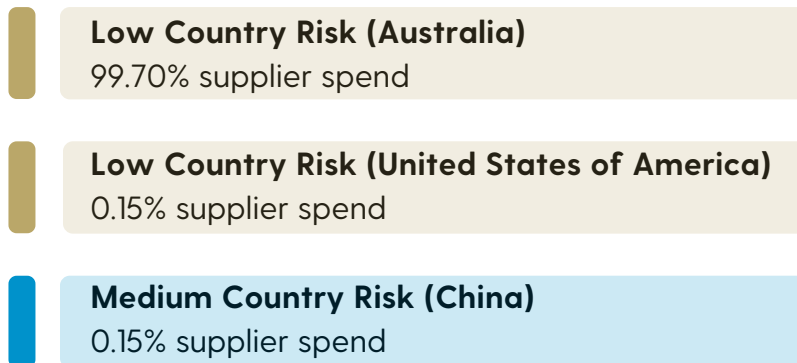 Low Country Risk (Australia)
99.70% supplier spend
Low Country Risk (United States of America)
0.15% supplier spend
Medium Country Risk (China)
0.15% supplier spend